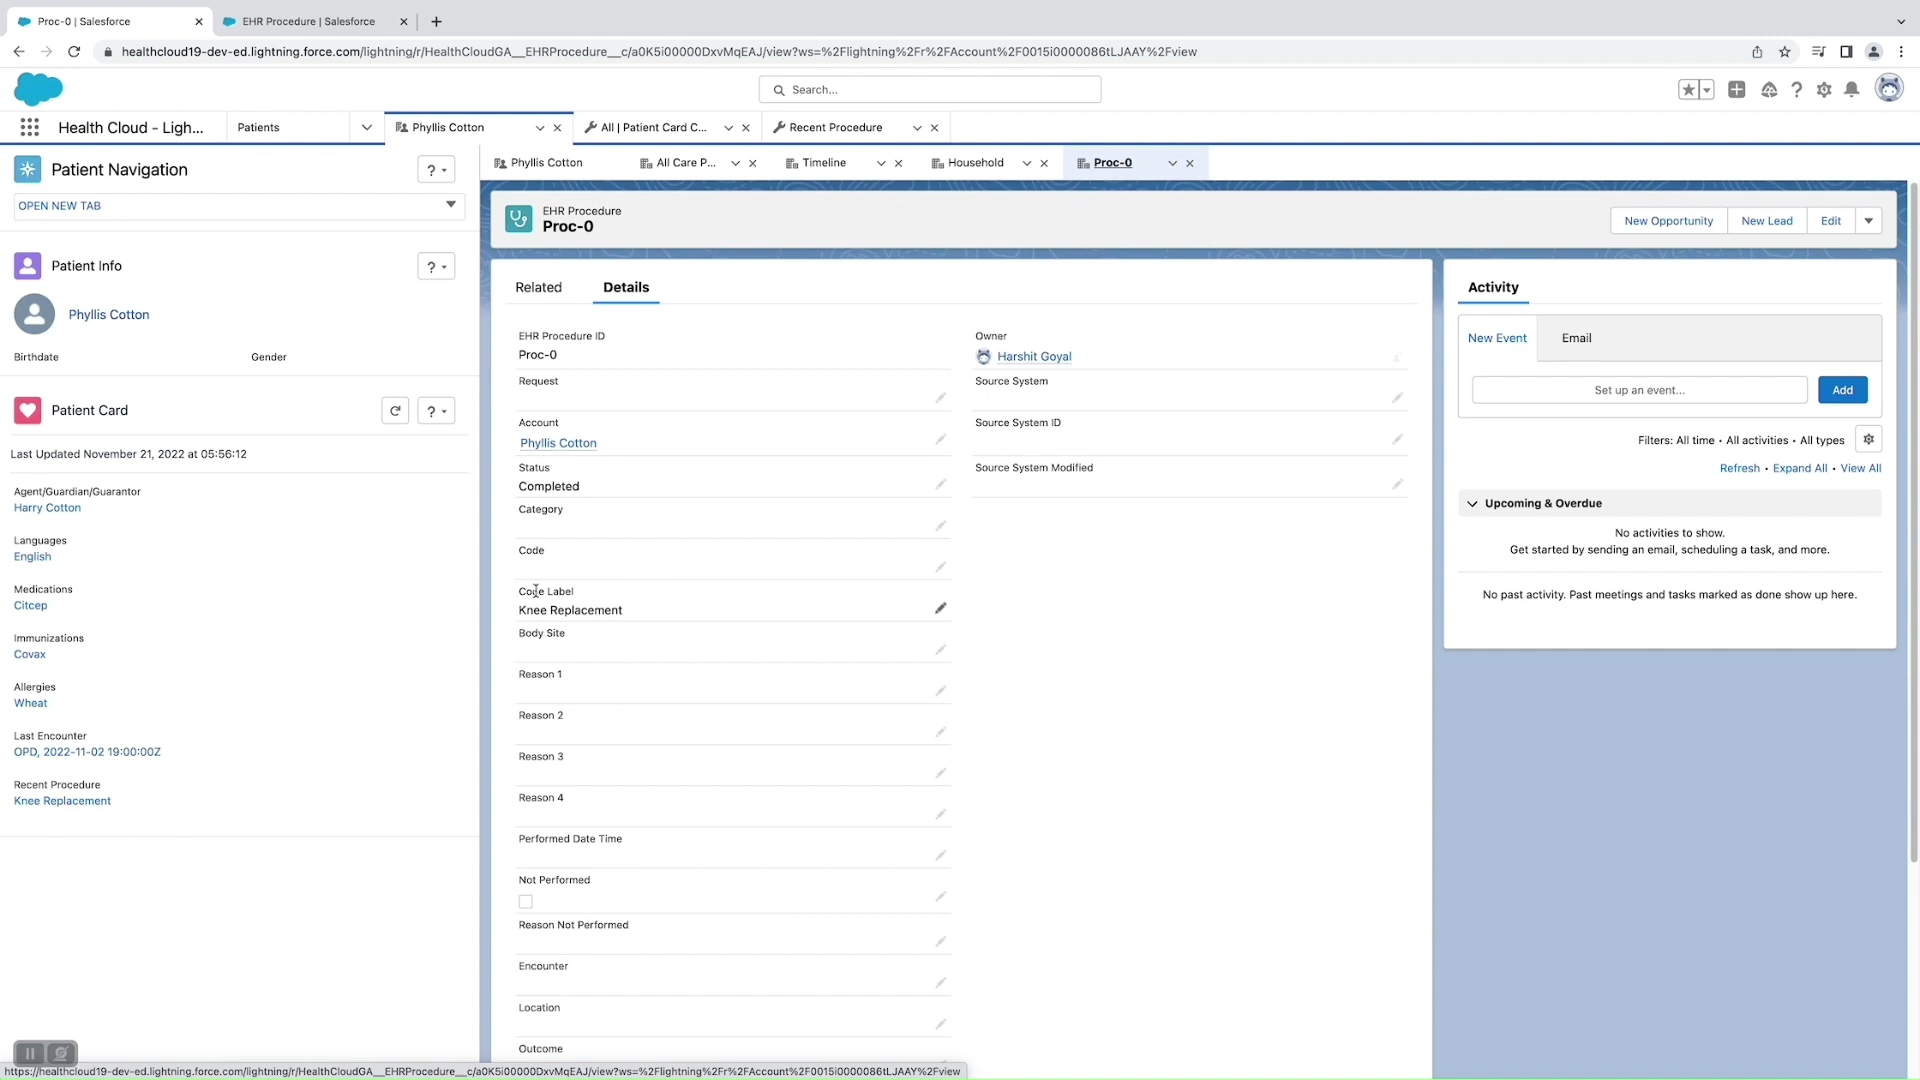 Proc-0 | Salesforce
EHR Procedure | Salesforce
healthcloud19-dev-ed.lightning.force.com/lightning/r/HealthCloudGA__EHRProcedure__c/a0K5i00000DxvMqEAJ/view?ws=%2Flightning%2Fr%2FAccount%2F0015i0000086tLJAAY%2Fview
Search...
Health Cloud - Ligh...
Patients
Phyllis Cotton
All | Patient Card C...
Recent Procedure
Patient Navigation
?
OPEN NEW TAB
Patient Info
?
Phyllis Cotton
Birthdate
Gender
Patient Card
?
Last Updated November 21, 2022 at 05:56:12
Agent/Guardian/Guarantor
Harry Cotton
Languages
English
Medications
Citcep
Immunizations
Covax
Allergies
Wheat
Last Encounter
OPD, 2022-11-02 19:00:00Z
Recent Procedure
Knee Replacement
Phyllis Cotton
All Care P...
Timeline
Household
Proc-0
EHR Procedure
Proc-0
New Opportunity
New Lead
Edit
Related
Details
EHR Procedure ID
Proc-0
Request
Account
Phyllis Cotton
Status
Completed
Category
Code
Code Label
Knee Replacement
Body Site
Reason 1
Reason 2
Reason 3
Reason 4
Performed Date Time
Not Performed
Reason Not Performed
Encounter
Location
Outcome
Owner
Harshit Goyal
Source System
Source System ID
Source System Modified
Activity
New Event
Email
Set up an event...
Add
Filters: All time • All activities • All types
Refresh • Expand All • View All
Upcoming & Overdue
No activities to show.
Get started by sending an email, scheduling a task, and more.
No past activity. Past meetings and tasks marked as done show up here.
https://healthcloud19-dev-ed.lightning.force.com/lightning/r/HealthCloudGA__EHRProcedure__c/a0K5i00000DxvMqEAJ/view?ws=%2Flightning%2Fr%2FAccount%2F0015i0000086tLJAAY%2Fview